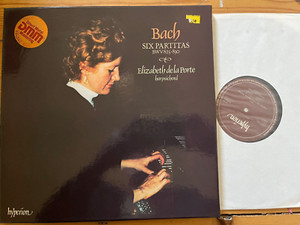 Bach
SIX PARTITAS
BWV 825-830
Elizabeth de la Porte
harpsichord
DMM
hyperion
hyperion